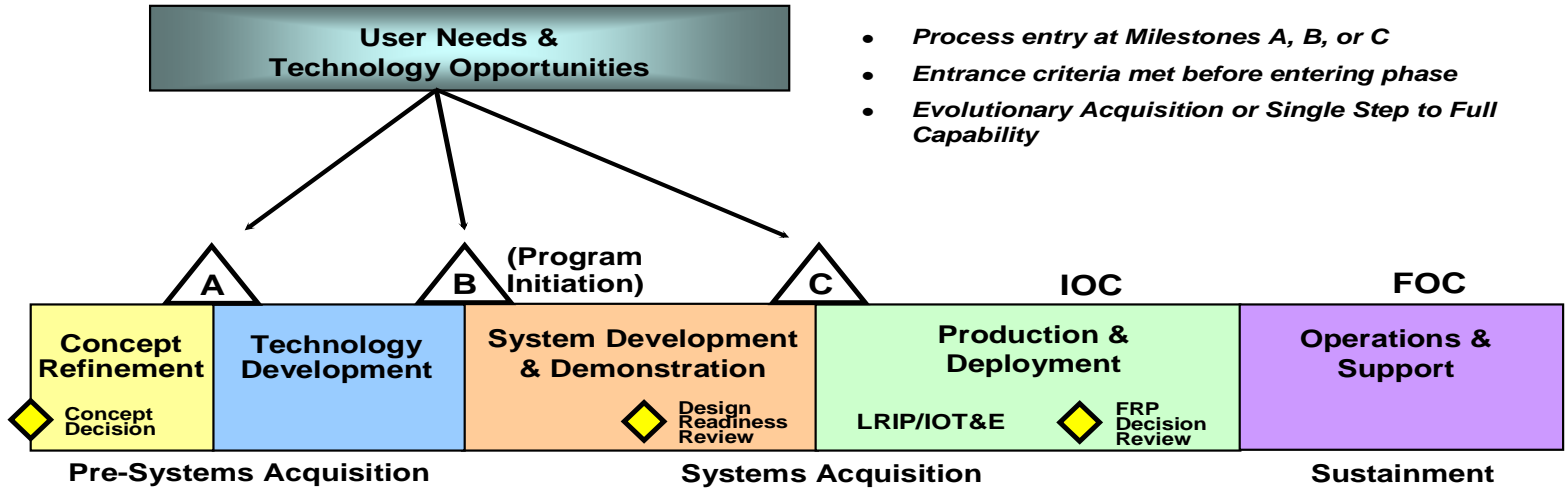 User Needs &
Technology Opportunities
• Process entry at Milestones A, B, or C
• Entrance criteria met before entering phase
• Evolutionary Acquisition or Single Step to Full
Capability
A
B
(Program
Initiation)
C
IOC
FOC
Concept
Refinement
Technology
Development
System Development
& Demonstration
Production &
Deployment
Operations &
Support
Concept
Decision
Design
Readiness
Review
LRIP/IOT&E
FRP
Decision
Review
Pre-Systems Acquisition
Systems Acquisition
Sustainment